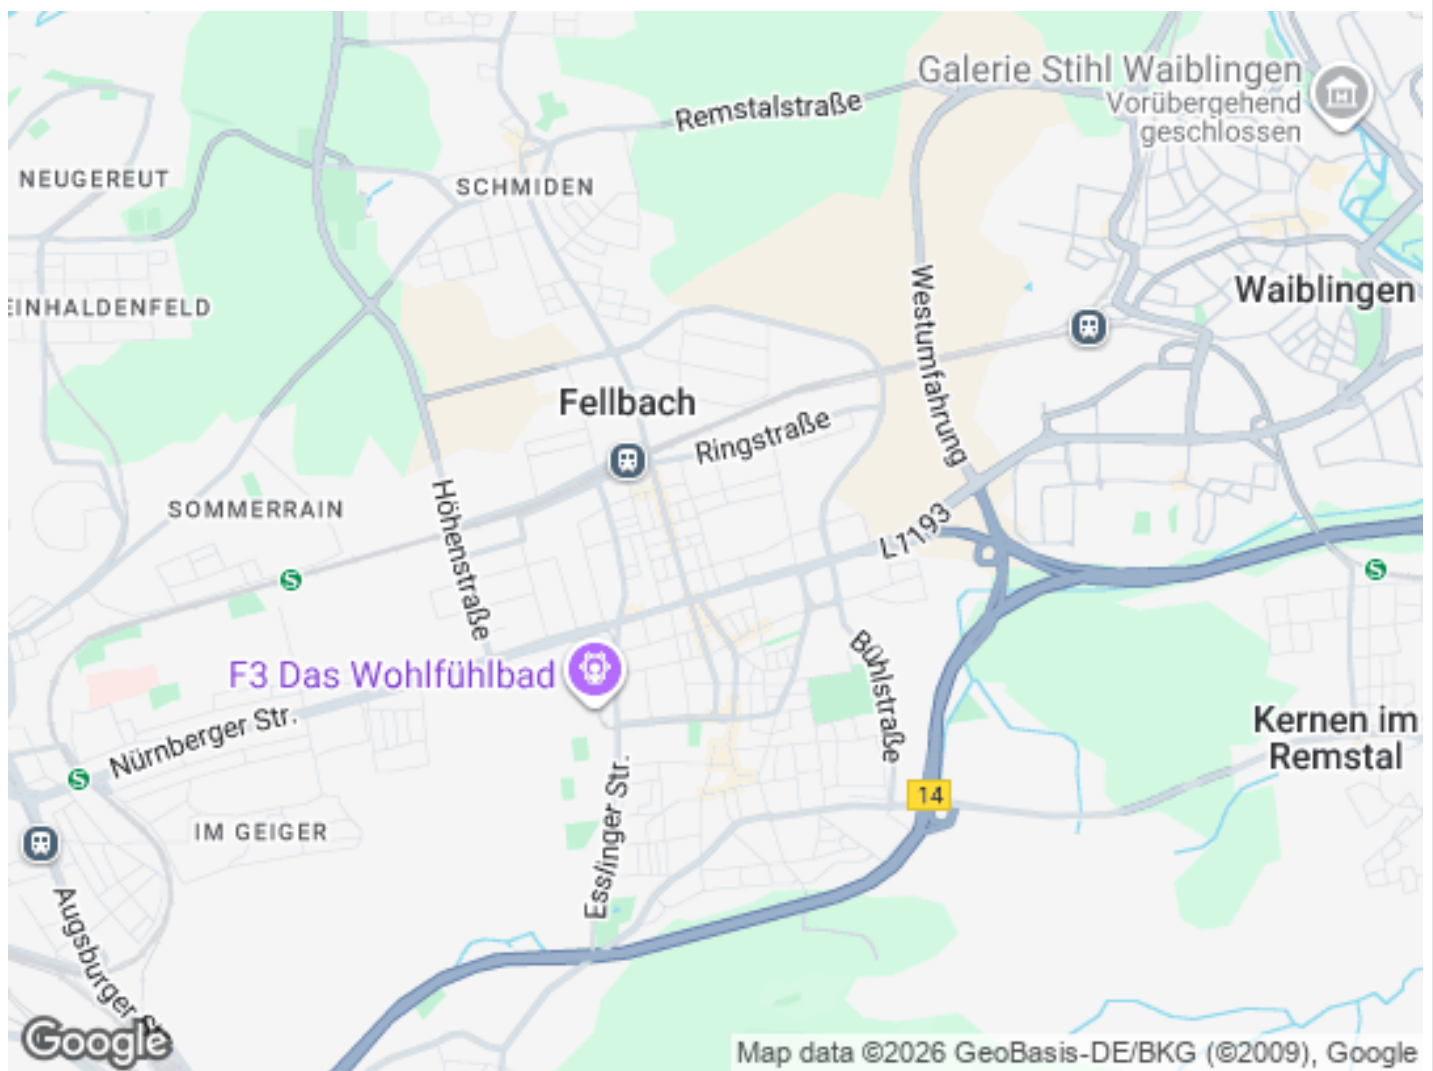 Galerie Stihl Waiblingen
Vorübergehend
geschlossen
Remstalstraße
NEUGEREUT
SCHMIDEN
EINHALDENFELD
Waiblingen
Westumfahrung
Fellbach
Ringstraße
SOMMERRAIN
Höhenstraße
L1193
S
S
F3 Das Wohlfühlbad
Bühlstraße
Nürnberger Str.
Kernen im
Remstal
S
14
IM GEIGER
Esslinger Str.
Augsburger Str.
Google
Map data ©2026 GeoBasis-DE/BKG (©2009), Google